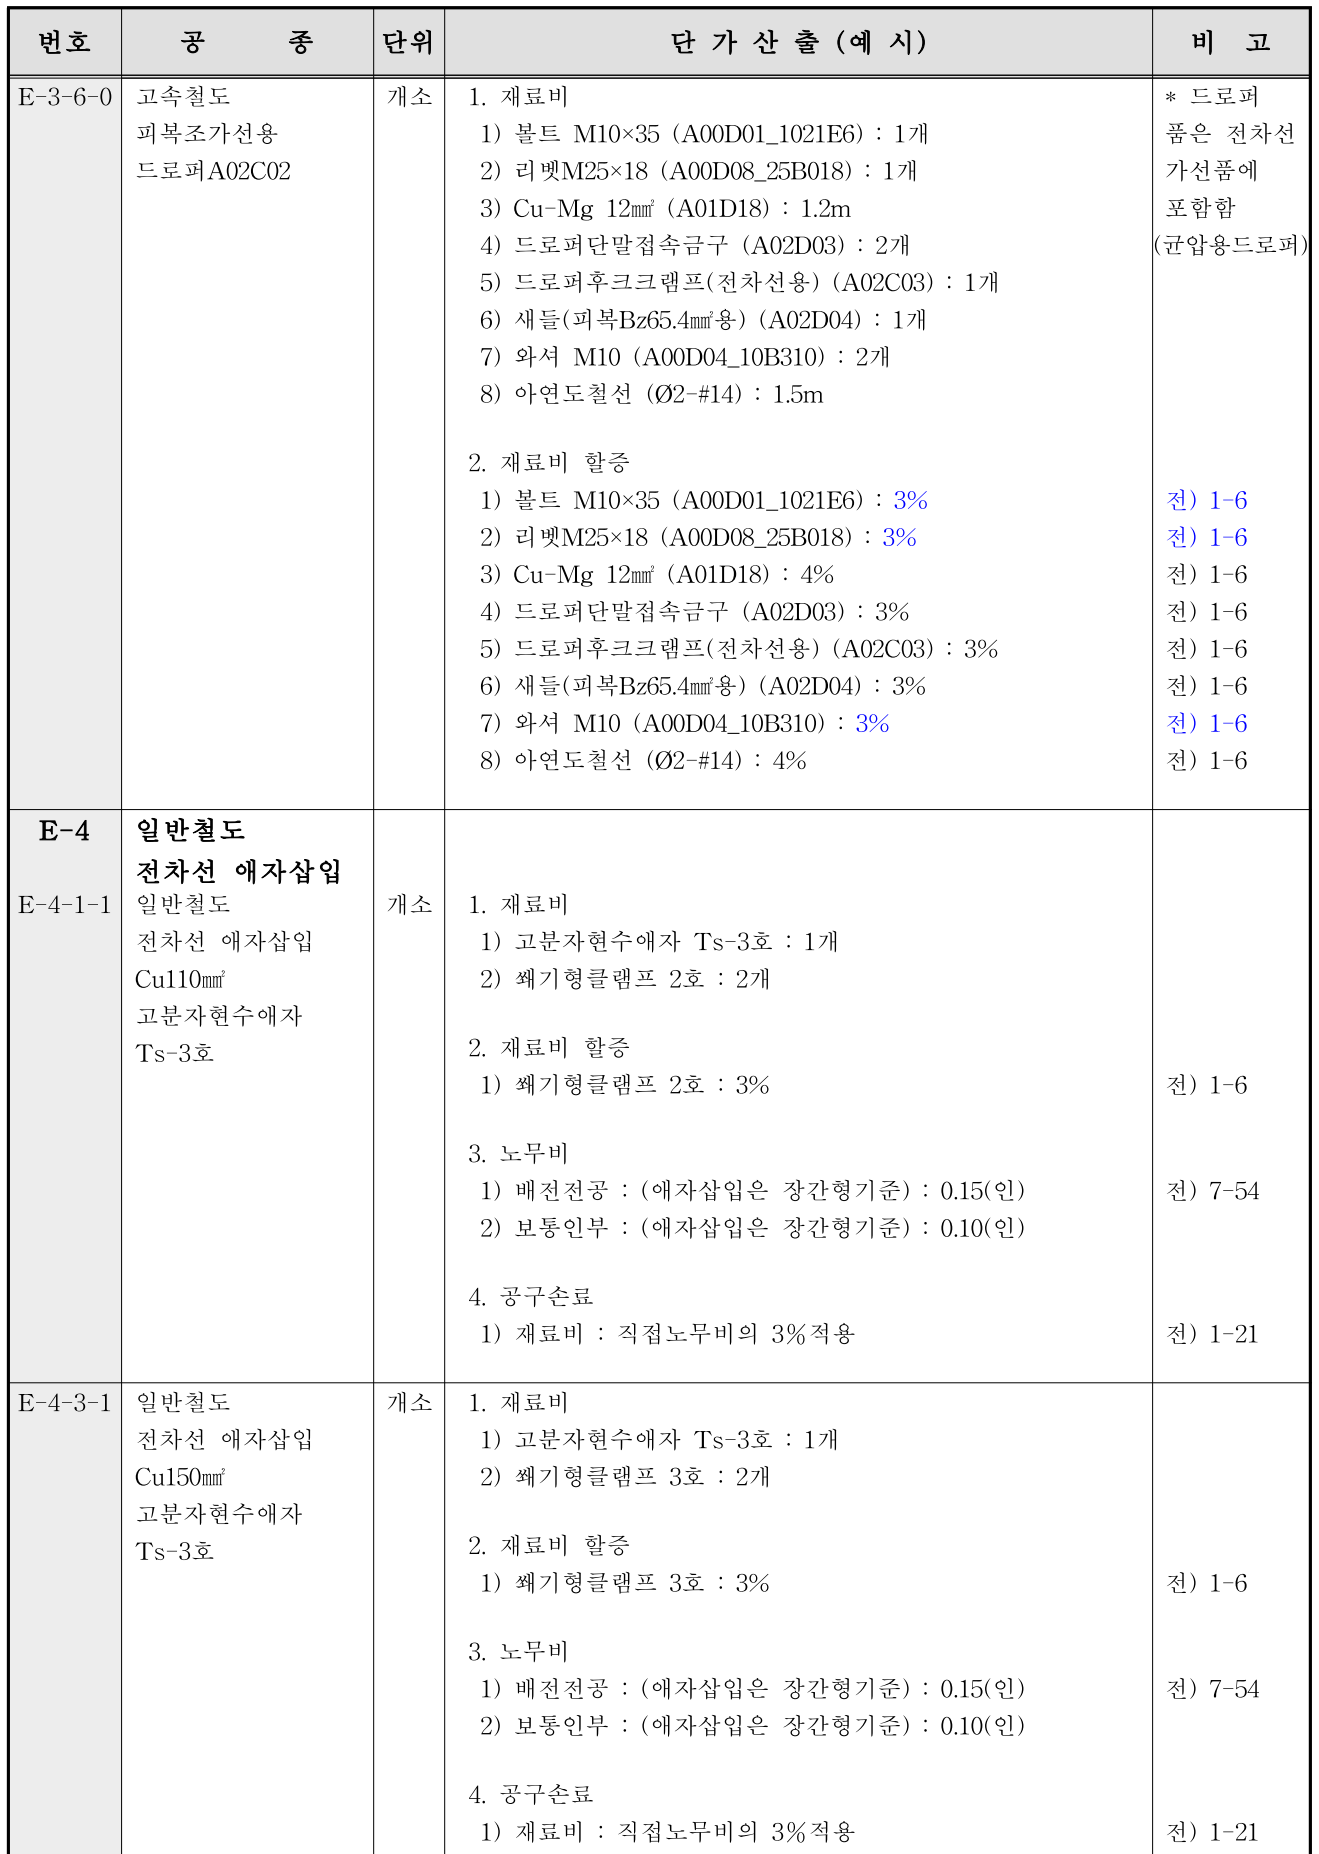 번호 공 종 단위 단 가 산 출 (예 시) 비 고
E-3-6-0 고속철도 개소 1. 재료비 * 드로퍼
피복조가선용 1) 볼트 M10×35 (A00D01_1021E6) : 1개 품은 전차선
드로퍼A02C02 2) 리벳M25×18 (A00D08_25B018) : 1개 가선품에
3) Cu-Mg 12㎟ (A01D18) : 1.2m 포함함
4) 드로퍼단말접속금구 (A02D03) : 2개 (균압용드로퍼)
5) 드로퍼후크크램프(전차선용) (A02C03) : 1개
6) 새들(피복Bz65.4㎟용) (A02D04) : 1개
7) 와셔 M10 (A00D04_10B310) : 2개
8) 아연도철선 (Ø2-#14) : 1.5m
2. 재료비 할증
1) 볼트 M10×35 (A00D01_1021E6) : 3% 전) 1-6
2) 리벳M25×18 (A00D08_25B018) : 3% 전) 1-6
3) Cu-Mg 12㎟ (A01D18) : 4% 전) 1-6
4) 드로퍼단말접속금구 (A02D03) : 3% 전) 1-6
5) 드로퍼후크크램프(전차선용) (A02C03) : 3% 전) 1-6
6) 새들(피복Bz65.4㎟용) (A02D04) : 3% 전) 1-6
7) 와셔 M10 (A00D04_10B310) : 3% 전) 1-6
8) 아연도철선 (Ø2-#14) : 4% 전) 1-6
E-4 일반철도
전차선 애자삽입
E-4-1-1 일반철도 개소 1. 재료비
전차선 애자삽입 1) 고분자현수애자 Ts-3호 : 1개
Cu110㎟ 2) 쐐기형클램프 2호 : 2개
고분자현수애자
Ts-3호 2. 재료비 할증
1) 쐐기형클램프 2호 : 3% 전) 1-6
3. 노무비
1) 배전전공 : (애자삽입은 장간형기준) : 0.15(인) 전) 7-54
2) 보통인부 : (애자삽입은 장간형기준) : 0.10(인)
4. 공구손료
1) 재료비 : 직접노무비의 3%적용 전) 1-21
E-4-3-1 일반철도 개소 1. 재료비
전차선 애자삽입 1) 고분자현수애자 Ts-3호 : 1개
Cu150㎟ 2) 쐐기형클램프 3호 : 2개
고분자현수애자
Ts-3호 2. 재료비 할증
1) 쐐기형클램프 3호 : 3% 전) 1-6
3. 노무비
1) 배전전공 : (애자삽입은 장간형기준) : 0.15(인) 전) 7-54
2) 보통인부 : (애자삽입은 장간형기준) : 0.10(인)
4. 공구손료
1) 재료비 : 직접노무비의 3%적용 전) 1-21